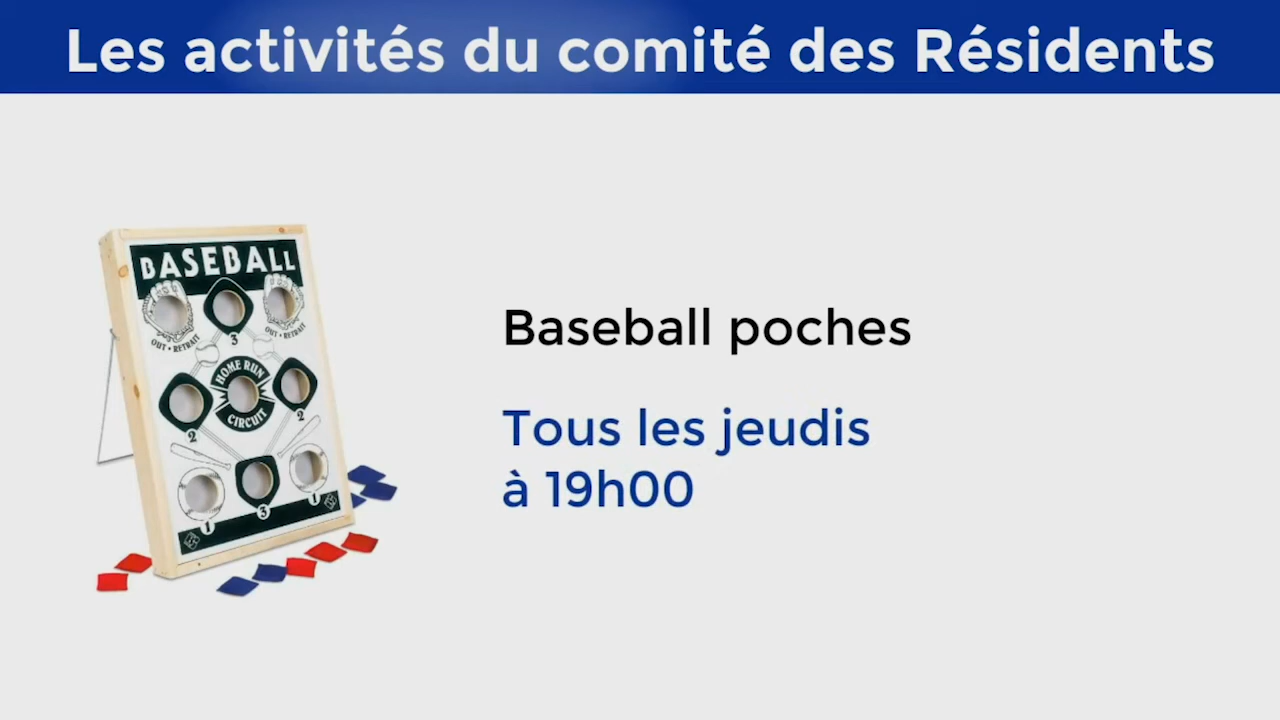 Les activités du comité des Résidents
BASEBALL
OUT • RETRAIT
3
OUT • RETRAIT
HOME RUN
CIRCUIT
2
2
1
3
1
Baseball poches
Tous les jeudis
à 19h00